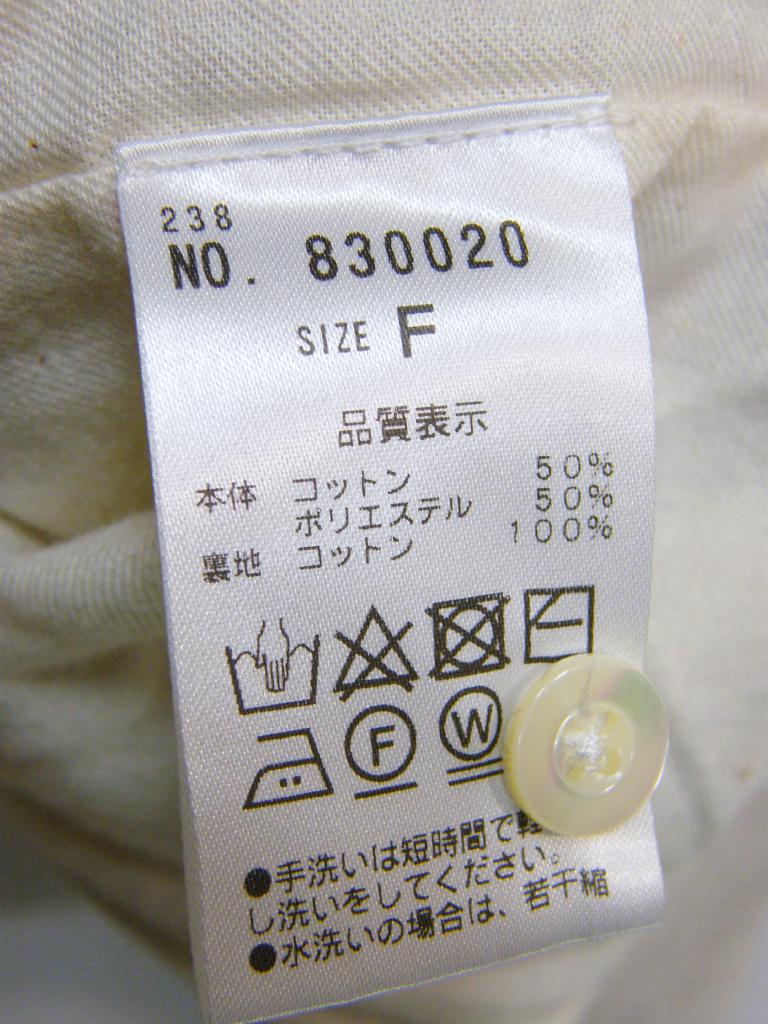 238
NO. 830020
SIZE F
品質表示
本体 コットン 50%
ポリエステル 50%
裏地 コットン 100%
F
W
●手洗いは短時間で
し洗いをしてください。
●水洗いの場合は、若干縮